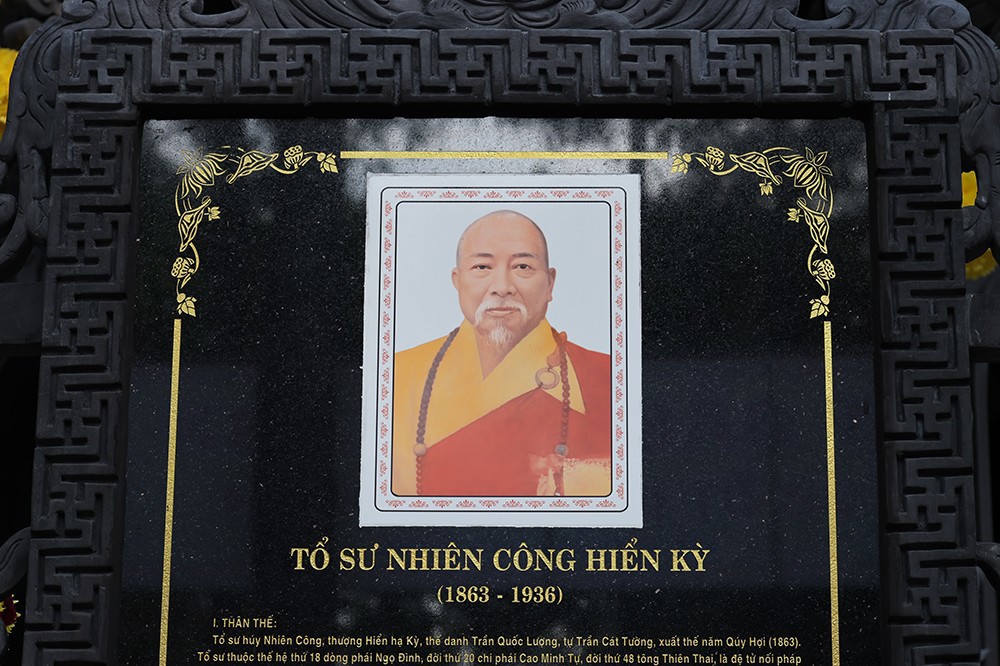 TỔ SƯ NHIÊN CÔNG HIỂN KỲ
(1863 - 1936)
I. THÂN THẾ:
Tổ sư húy Nhiên Công, thượng Hiển hạ Kỳ, thế danh Trần Quốc Lượng, tự Trần Cát Tường, xuất thế năm Qúy Hợi (1863).
Tổ sư thuộc thế hệ thứ 18 dòng phái Ngọ Đình, đời thứ 20 chi phái Cao Minh Tự, đời thứ 48 tông Thiên Thai, là đệ tử nối pháp